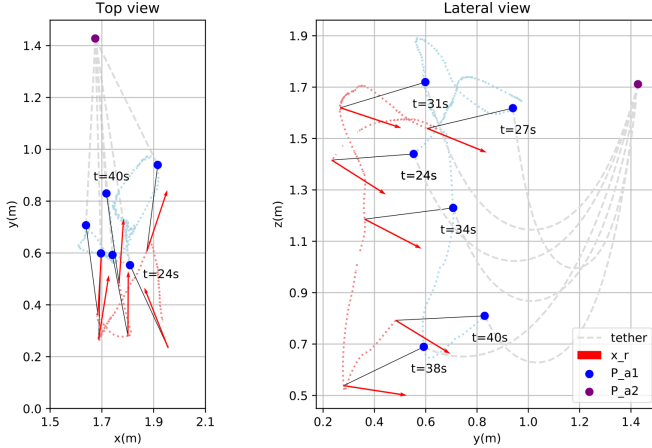 Top view
1.4
1.2
1.0
0.8
0.6
0.4
0.2
0.0
y(m)
t=40s
t=24s
1.5
1.7
1.9
2.1
x(m)
Lateral view
1.9
1.7
1.5
1.3
1.1
0.9
0.7
0.5
z(m)
t=31s
t=27s
t=24s
t=34s
t=40s
t=38s
tether
x_r
P_a1
P_a2
0.2
0.4
0.6
0.8
1.0
1.2
1.4
y(m)